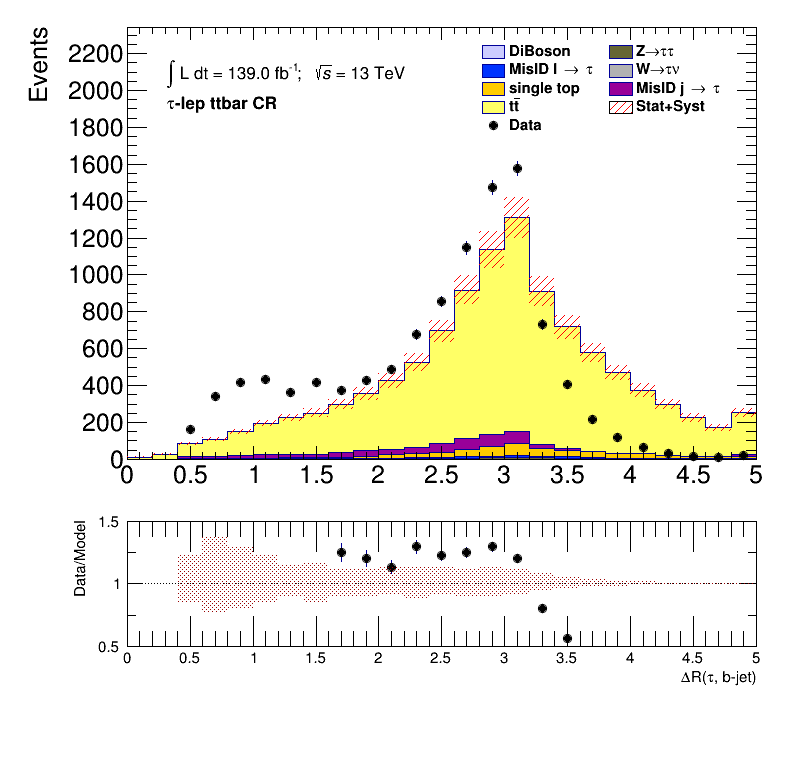 Events
2200
2000
1800
1600
1400
1200
1000
800
600
400
200
0
∫ L dt = 139.0 fb⁻¹; √s = 13 TeV
τ-lep ttbar CR
DiBoson
MisID l → τ
single top
tt̄
Data
Z→ττ
W→τν
MisID j → τ
Stat+Syst
0 0.5 1 1.5 2 2.5 3 3.5 4 4.5 5
Data/Model
1.5
1
0.5
0 0.5 1 1.5 2 2.5 3 3.5 4 4.5 5
ΔR(τ, b-jet)